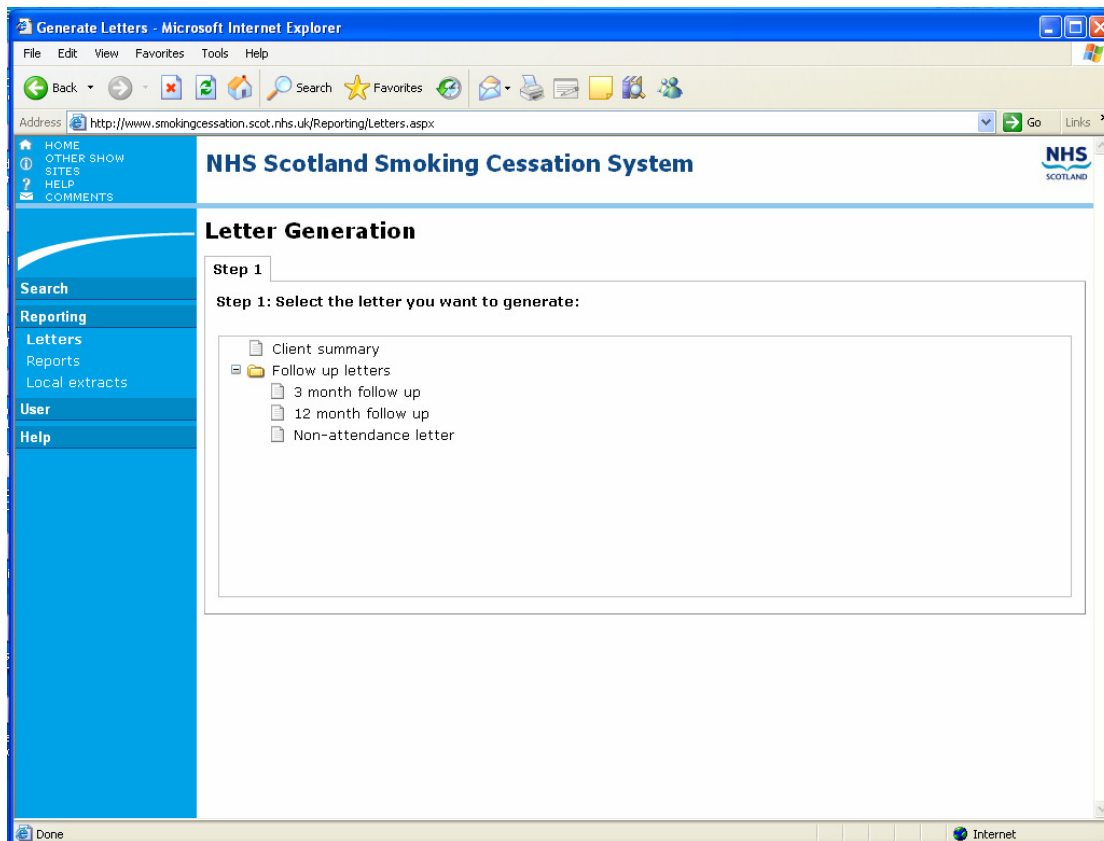 Generate Letters - Microsoft Internet Explorer
File Edit View Favorites Tools Help
Back Search Favorites
Address http://www.smokingcessation.scot.nhs.uk/Reporting/Letters.aspx Go Links
HOME
OTHER SHOW
SITES
HELP
COMMENTS
NHS Scotland Smoking Cessation System
NHS
SCOTLAND
Search
Reporting
Letters
Reports
Local extracts
User
Help
Letter Generation
Step 1
Step 1: Select the letter you want to generate:
Client summary
Follow up letters
3 month follow up
12 month follow up
Non-attendance letter
Done Internet